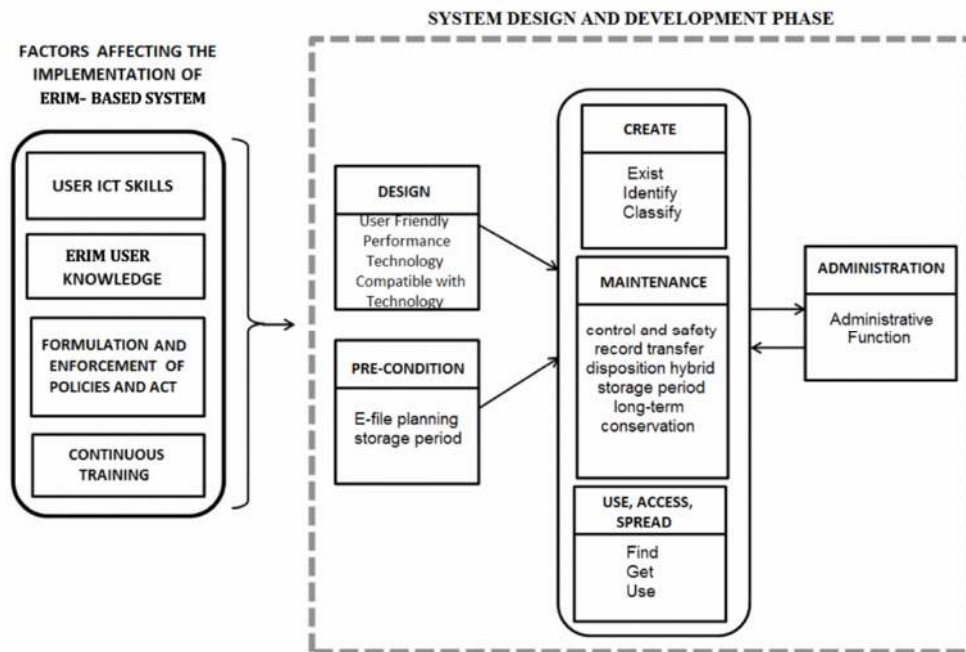 SYSTEM DESIGN AND DEVELOPMENT PHASE
FACTORS AFFECTING THE
IMPLEMENTATION OF
ERIM- BASED SYSTEM
USER ICT SKILLS
ERIM USER
KNOWLEDGE
FORMULATION AND
ENFORCEMENT OF
POLICIES AND ACT
CONTINUOUS
TRAINING
DESIGN
User Friendly
Performance
Technology
Compatible with
Technology
PRE-CONDITION
E-file planning
storage period
CREATE
Exist
Identify
Classify
MAINTENANCE
control and safety
record transfer
disposition hybrid
storage period
long-term
conservation
USE, ACCESS,
SPREAD
Find
Get
Use
ADMINISTRATION
Administrative
Function